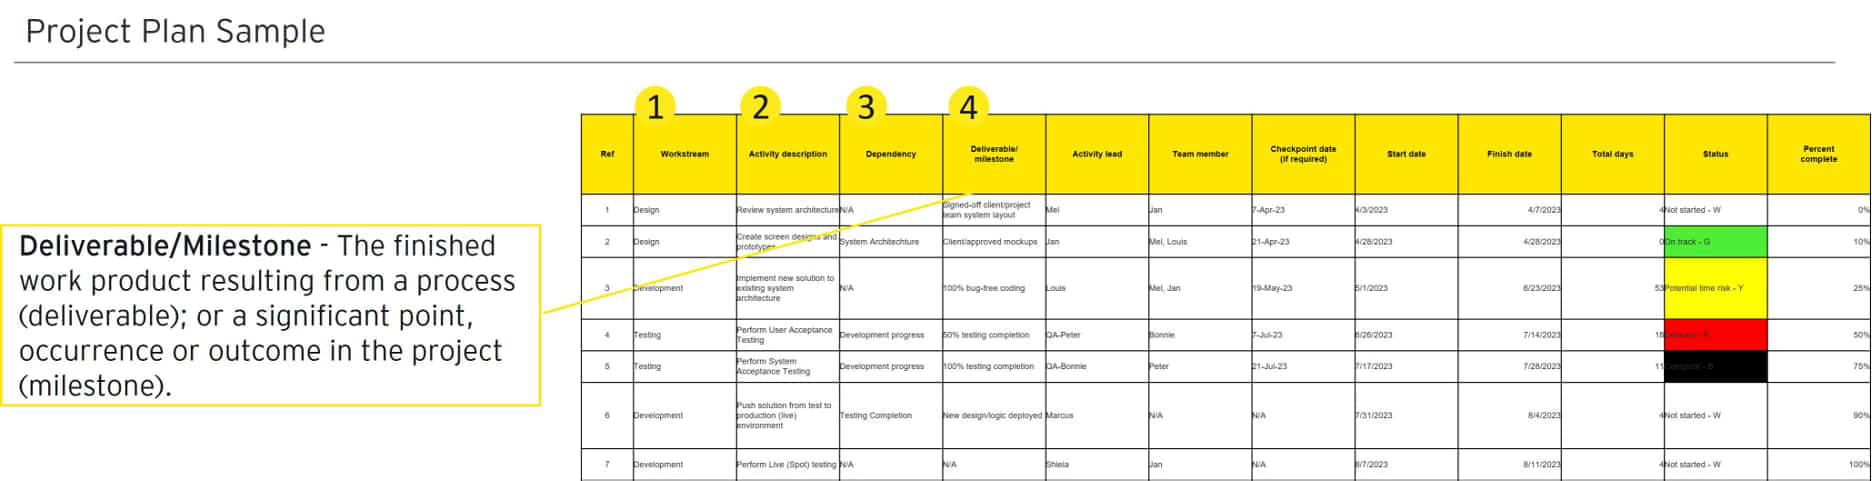 Project Plan Sample
1 2 3 4
Ref Workstream Activity description Dependency Deliverable/ milestone Activity lead Team member Checkpoint date (if required) Start date Finish date Total days Status Percent complete
1 Design Review system architecture N/A Signed-off client/project team system layout Mel Jan 7-Apr-23 4/3/2023 4/7/2023 4 Not started - W 0%
2 Design Create screen designs and prototypes System Architechture Client/approved mockups Jan Mel, Louis 21-Apr-23 4/28/2023 4/28/2023 0 On track - G 10%
3 Development Implement new solution to existing system architecture N/A 100% bug-free coding Louis Mel, Jan 19-May-23 5/1/2023 6/23/2023 53 Potential time risk - Y 25%
4 Testing Perform User Acceptance Testing Development progress 50% testing completion QA-Peter Bonnie 7-Jul-23 6/26/2023 7/14/2023 18 50%
5 Testing Perform System Acceptance Testing Development progress 100% testing completion QA-Bonnie Peter 21-Jul-23 7/17/2023 7/28/2023 11 Complete - B 75%
6 Development Push solution from test to production (live) environment Testing Completion New design/logic deployed Marcus N/A N/A 7/31/2023 8/4/2023 4 Not started - W 90%
7 Development Perform Live (Spot) testing N/A N/A Shiela Jan N/A 8/7/2023 8/11/2023 4 Not started - W 100%
Deliverable/Milestone - The finished
work product resulting from a process
(deliverable); or a significant point,
occurrence or outcome in the project
(milestone).